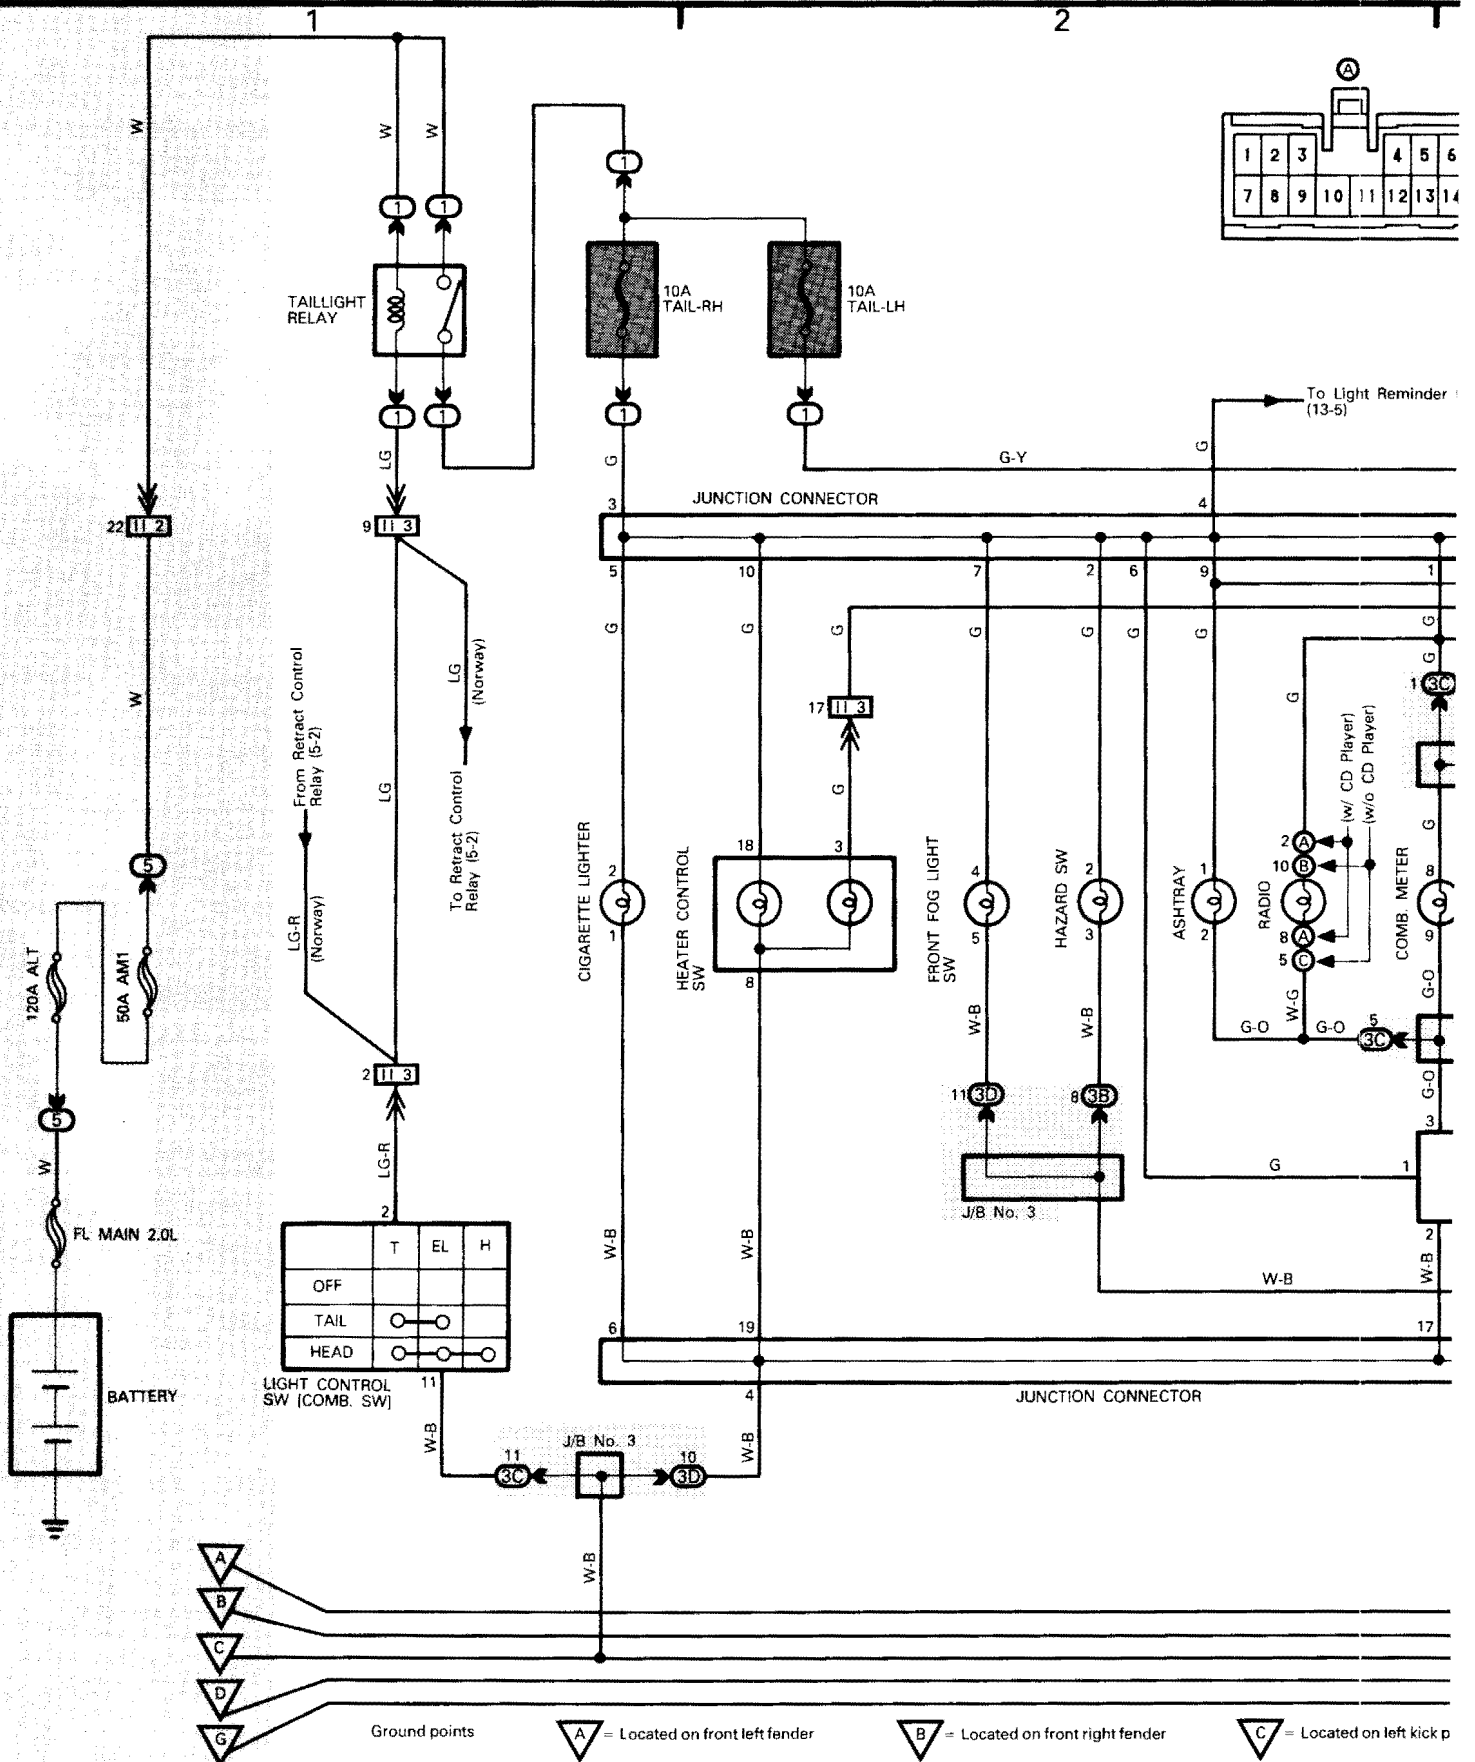 1
2
A
W
W
W
1
1
1
1 2 3 4 5 6
7 8 9 10 11 12 13 14
TAILLIGHT
RELAY
10A
TAIL-RH
10A
TAIL-LH
1
1
1
1
To Light Reminder
(13-5)
LG
G
G-Y
G
JUNCTION CONNECTOR
3
4
22 II 2
9 II 3
5
10
7
2
6
9
1
G
G
G
G
G
G
G
G
G
W
LG
(Norway)
From Retract Control
Relay (5-2)
17 II 3
1 3C
G
(w/ CD Player)
(w/o CD Player)
LG
To Retract Control
Relay (5-2)
G
G
LG-R
(Norway)
5
120A ALT
50A AM1
CIGARETTE LIGHTER
2
1
HEATER CONTROL
SW
18
3
8
FRONT FOG LIGHT
SW
4
5
HAZARD SW
2
3
ASHTRAY
1
2
RADIO
2 A
10 B
8 A
5 C
COMB. METER
8
9
W-B
W-B
W-G
G-O
G-O
G-O
5
3C
2 II 3
11 3D
8 3B
G-O
5
W
LG-R
G
1
3
J/B No. 3
FL MAIN 2.0L
2
T EL H
OFF
TAIL
HEAD
W-B
W-B
2
W-B
W-B
6
19
17
BATTERY
LIGHT CONTROL
SW [COMB. SW]
11
4
JUNCTION CONNECTOR
W-B
J/B No. 3
W-B
11
3C
10
3D
W-B
A
B
C
D
G
Ground points
A = Located on front left fender
B = Located on front right fender
C = Located on left kick p